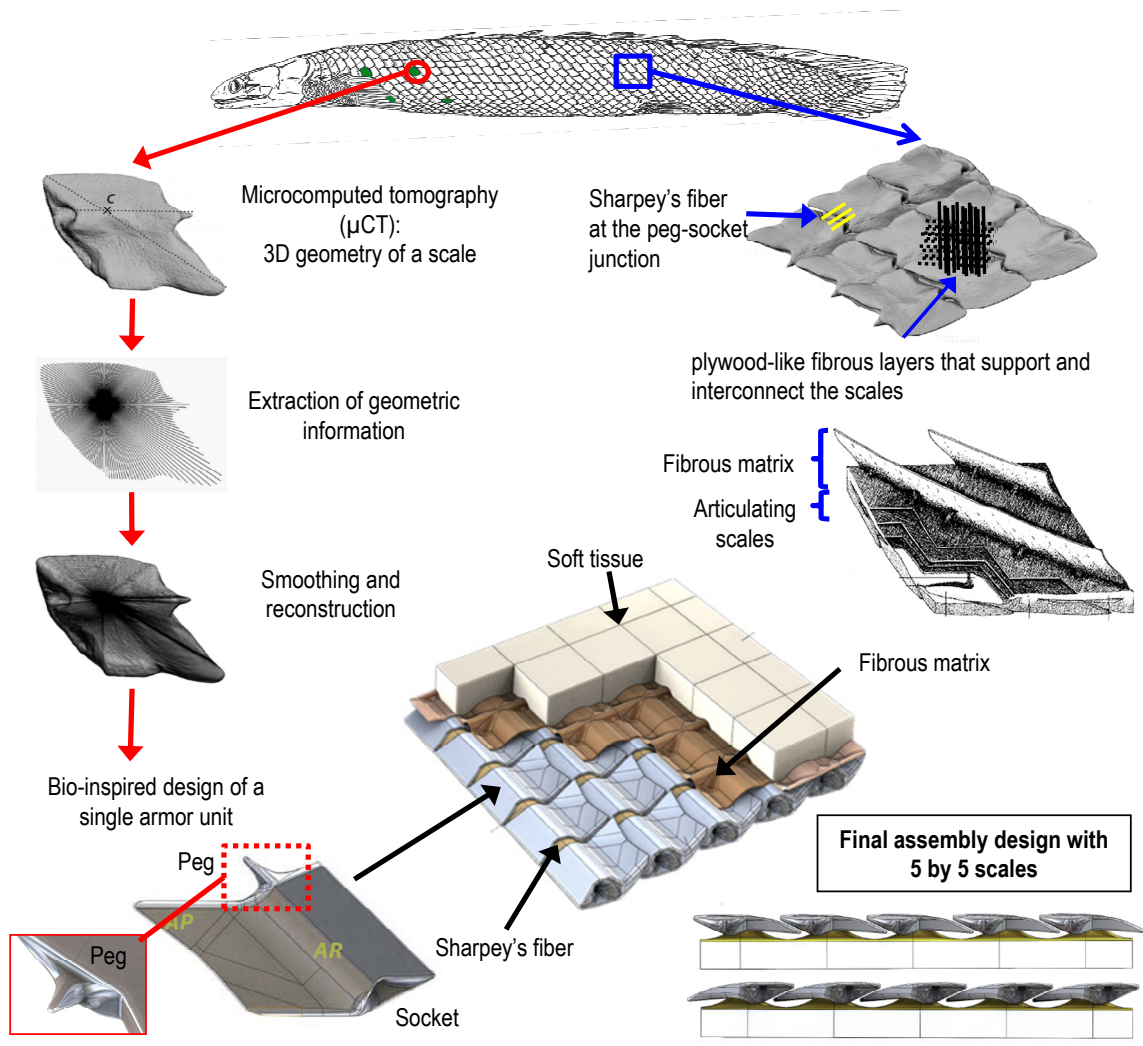 C
Microcomputed tomography
(μCT):
3D geometry of a scale
Sharpey's fiber
at the peg-socket
junction
plywood-like fibrous layers that support and
interconnect the scales
Extraction of geometric
information
Fibrous matrix
Articulating
scales
Smoothing and
reconstruction
Soft tissue
Fibrous matrix
Bio-inspired design of a
single armor unit
Peg
AP
AR
Peg
Sharpey's fiber
Socket
Final assembly design with
5 by 5 scales